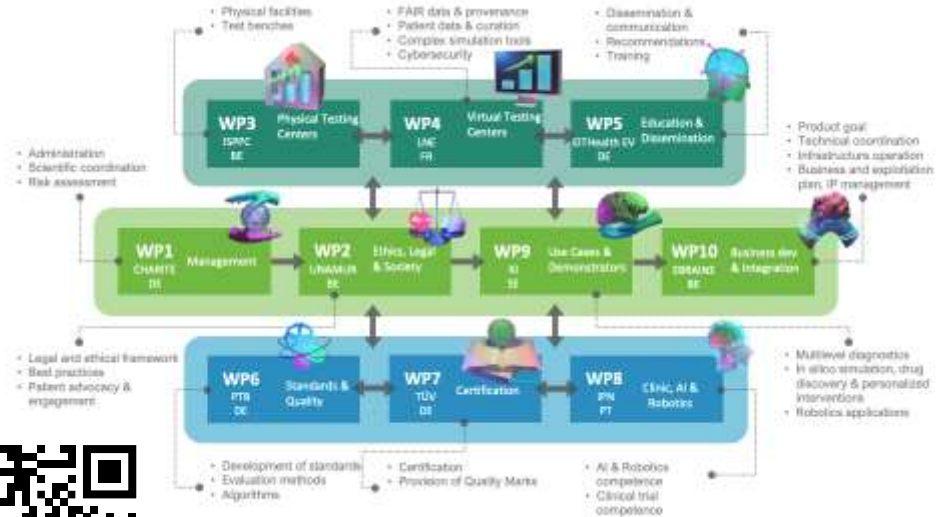 • Physical facilities
• Test benches
• FAIR data & provenance
• Patient data & curation
• Complex simulation tools
• Cybersecurity
• Dissemination &
communication
• Recommendations
• Training
WP3
ISPPC
BE
Physical Testing
Centers
WP4
LNE
FR
Virtual Testing
Centers
WP5
EITHealth EV
DE
Education &
Dissemination
• Product goal
• Technical coordination
• Infrastructure operation
• Business and exploitation
plan, IP management
• Administration
• Scientific coordination
• Risk assessment
WP1
CHARITE
DE
Management
WP2
UNAMUR
BE
Ethics, Legal
& Society
WP9
KI
SE
Use Cases &
Demonstrators
WP10
EBRAINS
BE
Business dev
& Integration
• Legal and ethical framework
• Best practices
• Patient advocacy &
engagement
• Multilevel diagnostics
• In silico simulation, drug
discovery & personalized
interventions
• Robotics applications
WP6
PTB
DE
Standards &
Quality
WP7
TÜV
DE
Certification
WP8
IPN
PT
Clinic, AI &
Robotics
• Development of standards
• Evaluation methods
• Algorithms
• Certification
• Provision of Quality Marks
• AI & Robotics
competence
• Clinical trial
competence